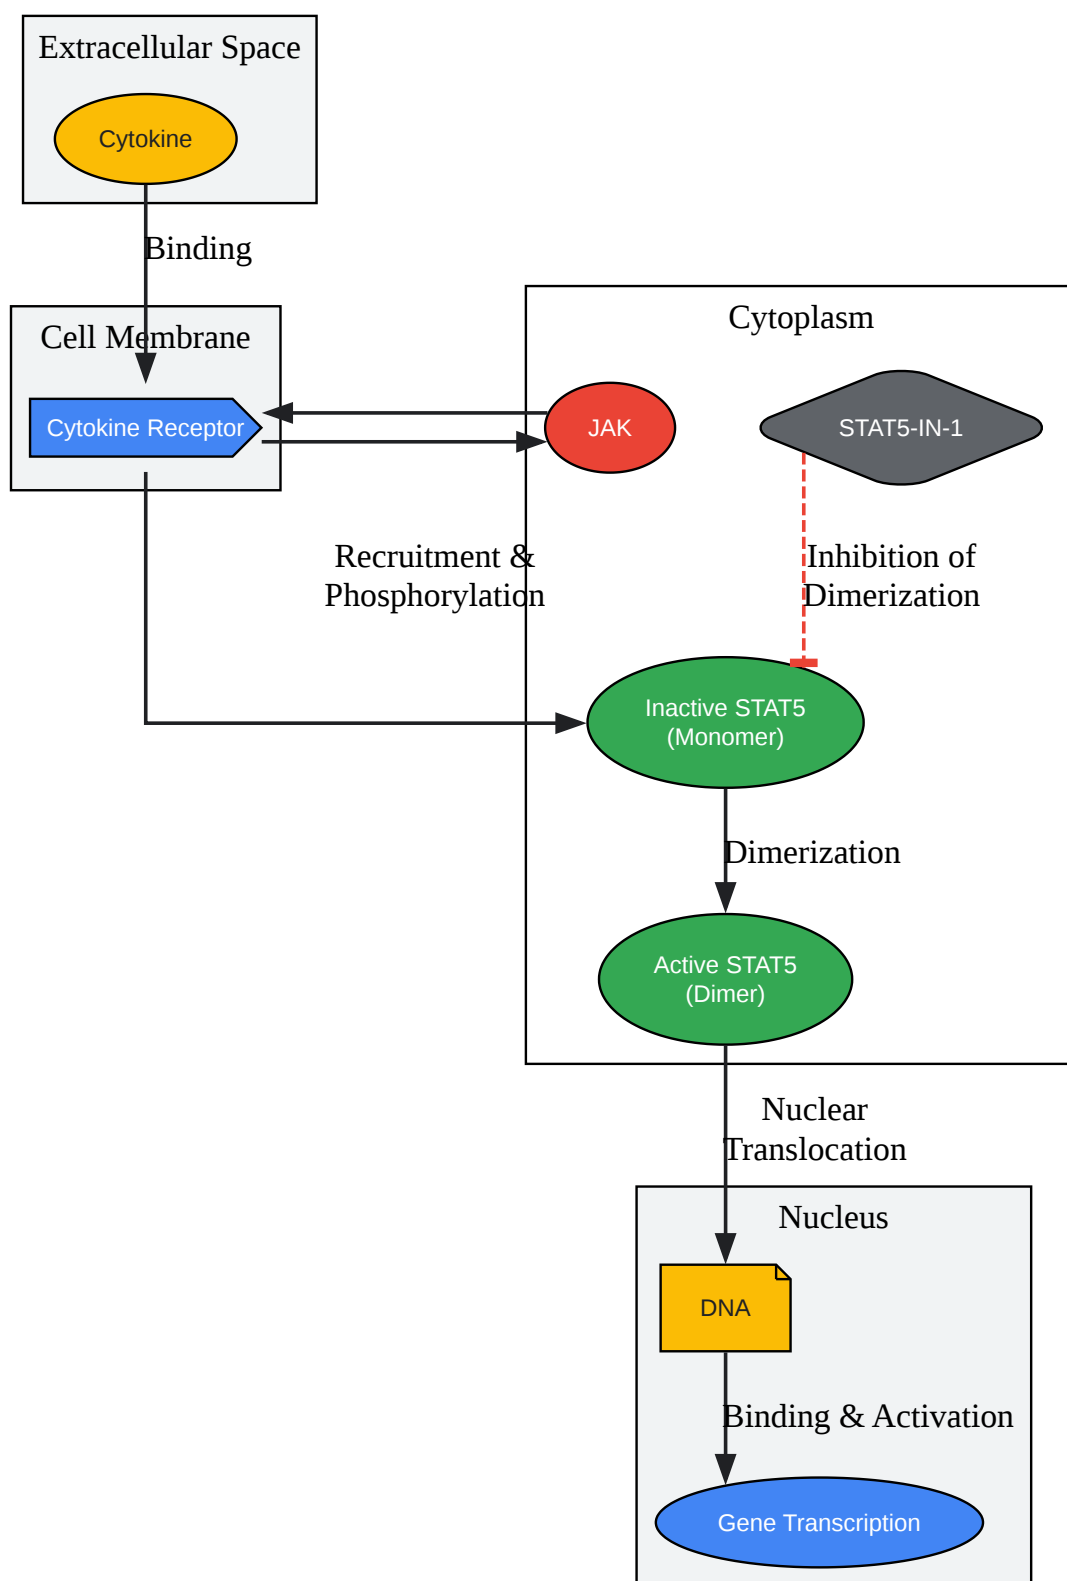 Extracellular Space
Cytokine
Binding
Cell Membrane
Cytokine Receptor
Cytoplasm
JAK
STAT5-IN-1
Recruitment &
Phosphorylation
Inhibition of
Dimerization
Inactive STAT5
(Monomer)
Dimerization
Active STAT5
(Dimer)
Nuclear
Translocation
Nucleus
DNA
Binding & Activation
Gene Transcription